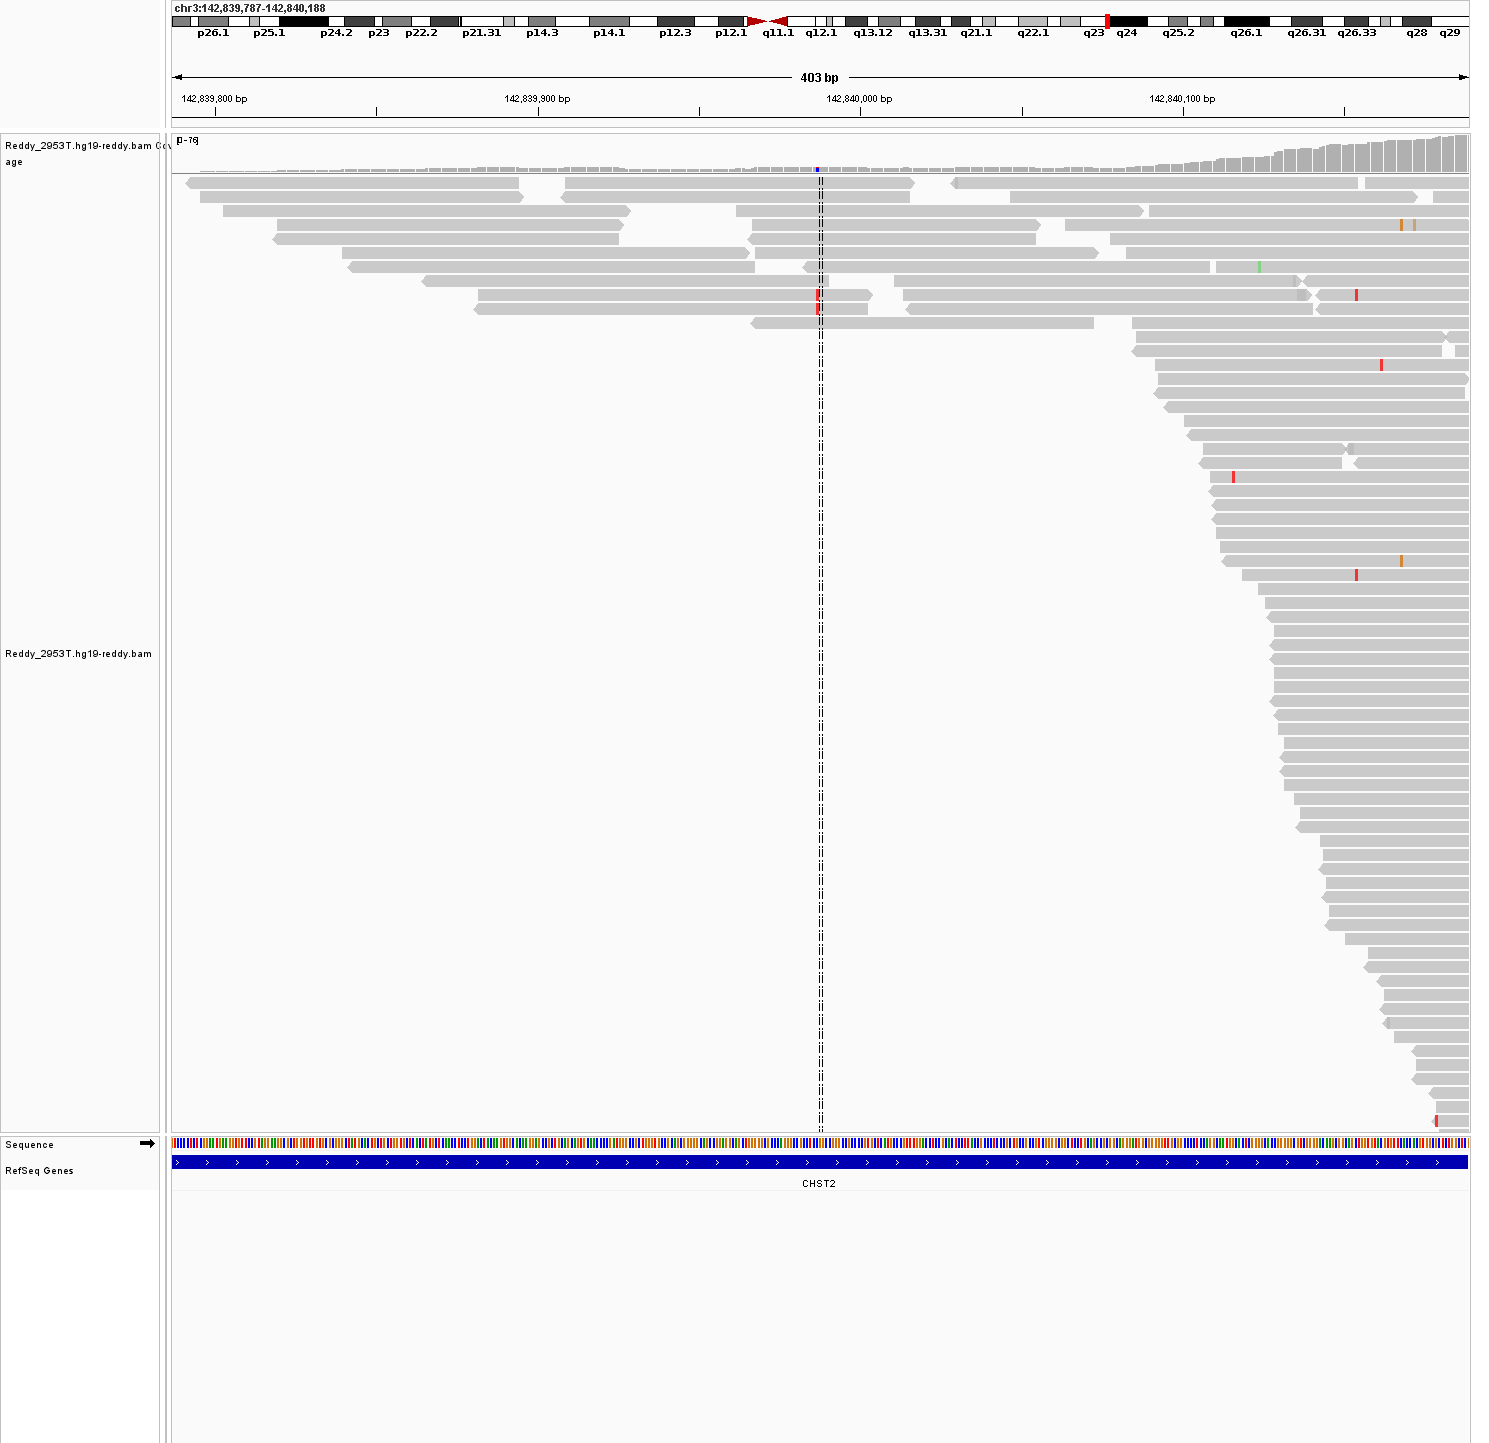 chr3:142,839,787-142,840,188
p26.1 p25.1 p24.2 p23 p22.2 p21.31 p14.3 p14.1 p12.3 p12.1 q11.1 q12.1 q13.12 q13.31 q21.1 q22.1 q23 q24 q25.2 q26.1 q26.31 q26.33 q28 q29
403 bp
142,839,800 bp 142,839,900 bp 142,840,000 bp 142,840,100 bp
Reddy_2953T.hg19-reddy.bam Cov
age
[0-76]
Reddy_2953T.hg19-reddy.bam
Sequence
RefSeq Genes
CHST2